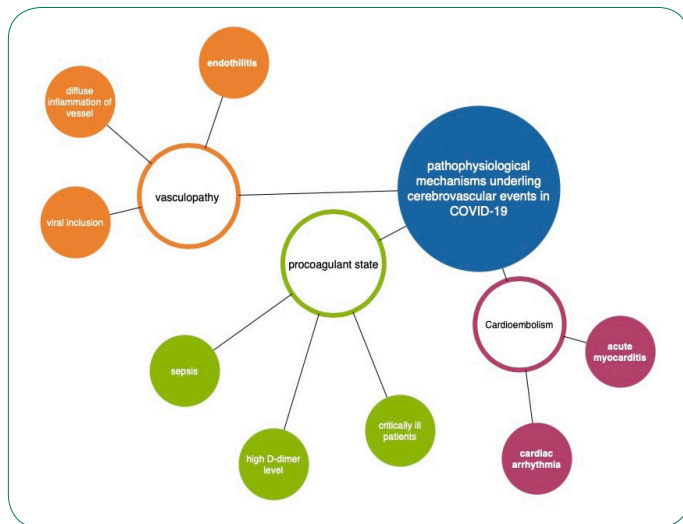 endothilitis
diffuse
inflammation of
vessel
vasculopathy
viral inclusion
pathophysiological
mechanisms underling
cerebrovascular events in
COVID-19
procoagulant state
Cardioembolism
acute
myocarditis
sepsis
critically ill
patients
high D-dimer
level
cardiac
arrhythmia